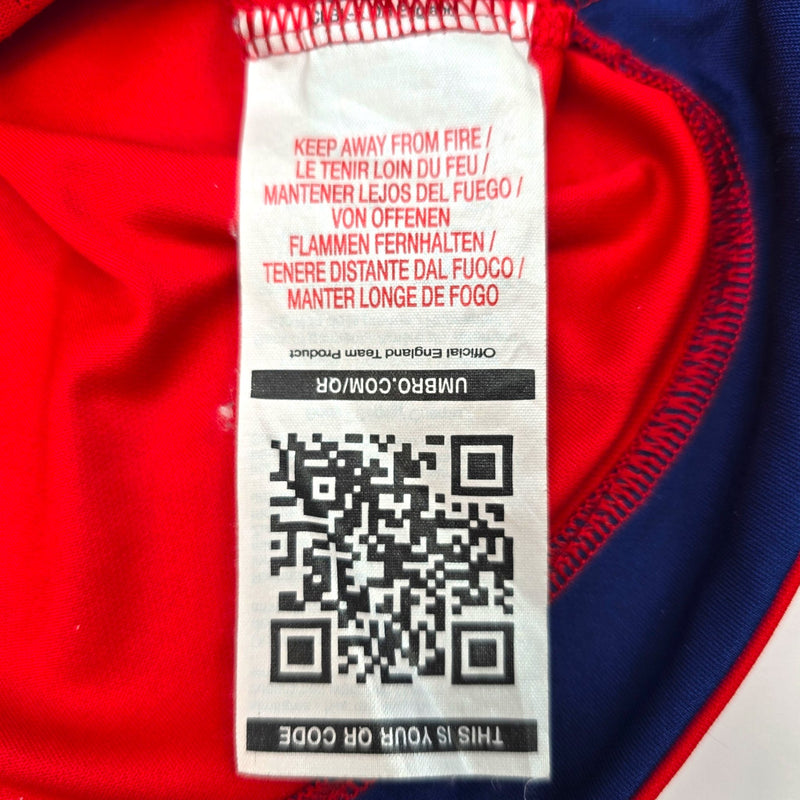 KEEP AWAY FROM FIRE /
LE TENIR LOIN DU FEU /
MANTENER LEJOS DEL FUEGO /
VON OFFENEN
FLAMMEN FERNHALTEN /
TENERE DISTANTE DAL FUOCO /
MANTER LONGE DE FOGO
Official England Team Product
UMBRO.COM/QR
THIS IS YOUR QR CODE